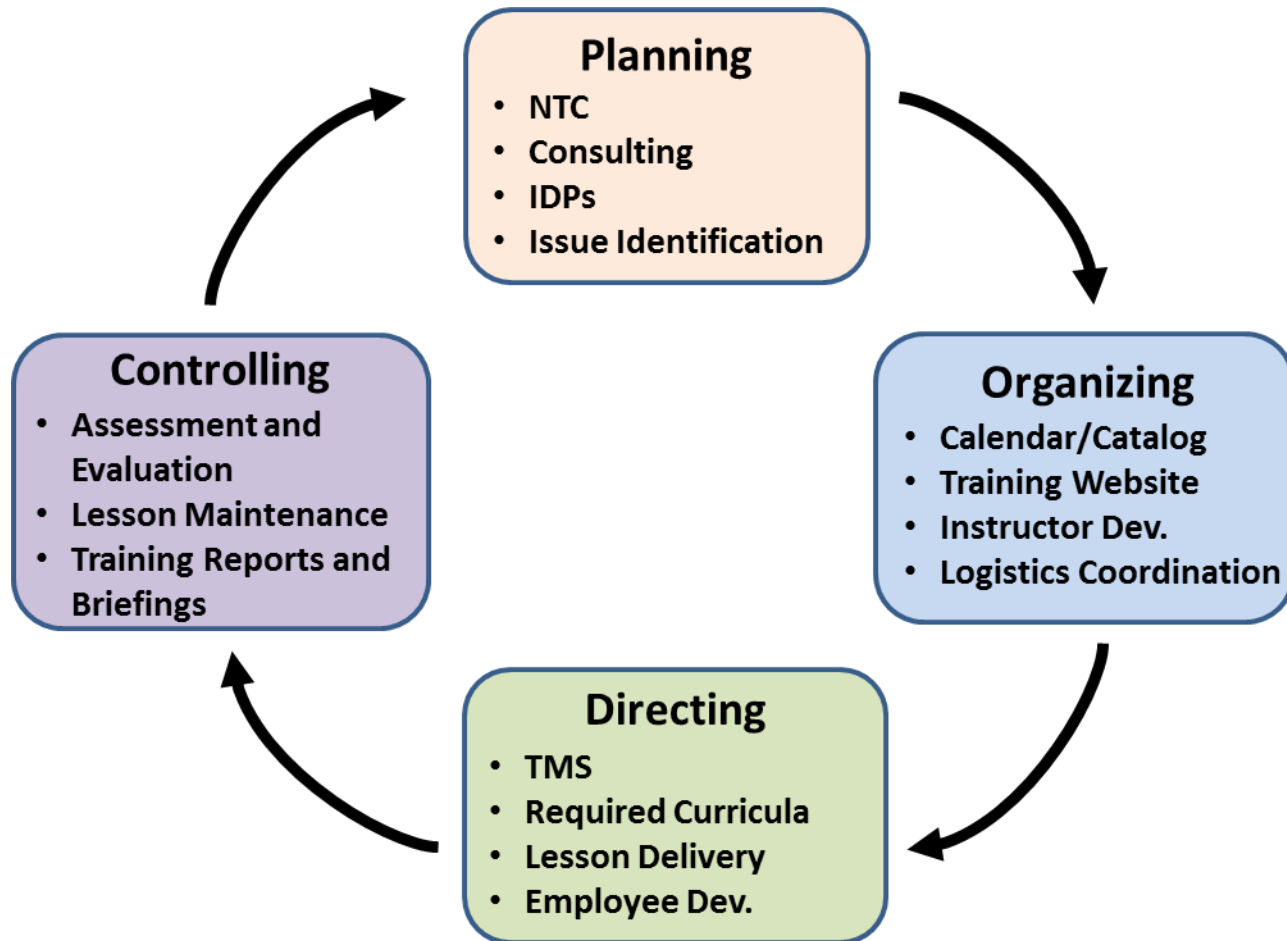 Planning
• NTC
• Consulting
• IDPs
• Issue Identification
Organizing
• Calendar/Catalog
• Training Website
• Instructor Dev.
• Logistics Coordination
Directing
• TMS
• Required Curricula
• Lesson Delivery
• Employee Dev.
Controlling
• Assessment and
Evaluation
• Lesson Maintenance
• Training Reports and
Briefings